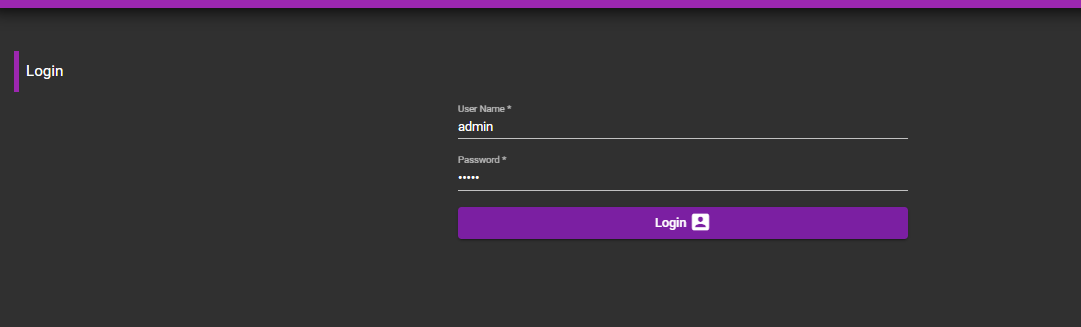 Login
User Name *
admin
Password *
•••••
Login